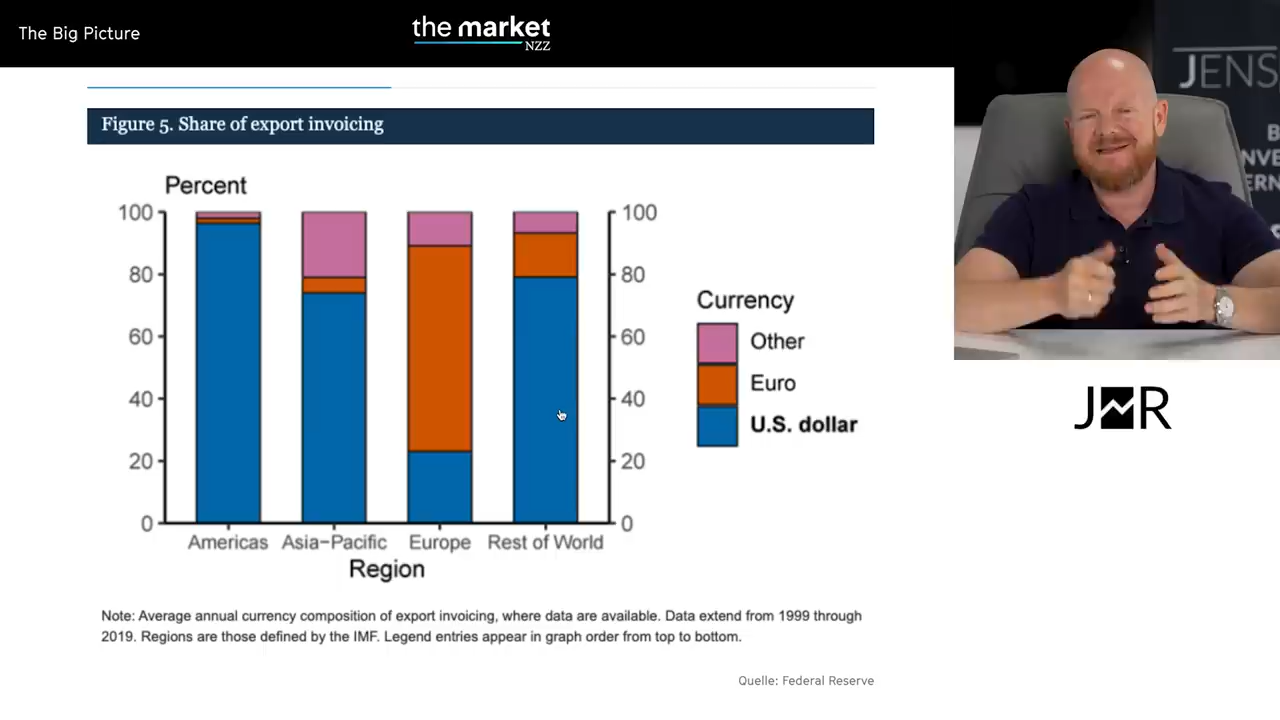 The Big Picture
the market
NZZ
Figure 5. Share of export invoicing
Percent
100
80
60
40
20
0
100
80
60
40
20
0
Americas
Asia−Pacific
Europe
Rest of World
Region
Currency
Other
Euro
U.S. dollar
Note: Average annual currency composition of export invoicing, where data are available. Data extend from 1999 through
2019. Regions are those defined by the IMF. Legend entries appear in graph order from top to bottom.
Quelle: Federal Reserve
JENS
JMR